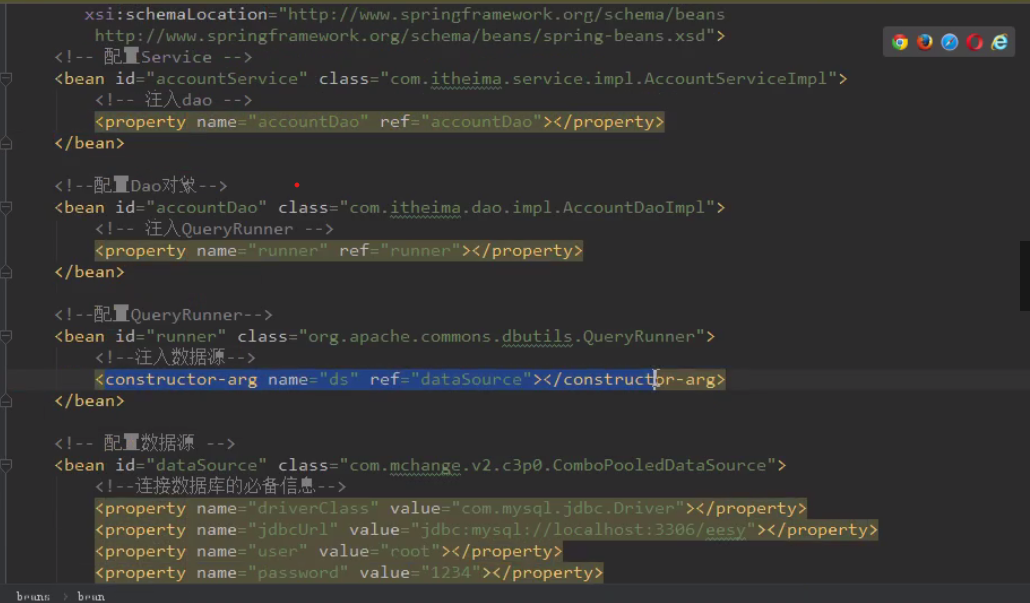 xsi:schemaLocation="http://www.springframework.org/schema/beans
http://www.springframework.org/schema/beans/spring-beans.xsd">
<!-- 配置Service -->
<bean id="accountService" class="com.itheima.service.impl.AccountServiceImpl">
<!-- 注入dao -->
<property name="accountDao" ref="accountDao"></property>
</bean>
<!--配置Dao对象-->
<bean id="accountDao" class="com.itheima.dao.impl.AccountDaoImpl">
<!-- 注入QueryRunner -->
<property name="runner" ref="runner"></property>
</bean>
<!--配置QueryRunner-->
<bean id="runner" class="org.apache.commons.dbutils.QueryRunner">
<!--注入数据源-->
<constructor-arg name="ds" ref="dataSource"></constructor-arg>
</bean>
<!-- 配置数据源 -->
<bean id="dataSource" class="com.mchange.v2.c3p0.ComboPooledDataSource">
<!--连接数据库的必备信息-->
<property name="driverClass" value="com.mysql.jdbc.Driver"></property>
<property name="jdbcUrl" value="jdbc:mysql://localhost:3306/eesy"></property>
<property name="user" value="root"></property>
<property name="password" value="1234"></property>
beans › bean